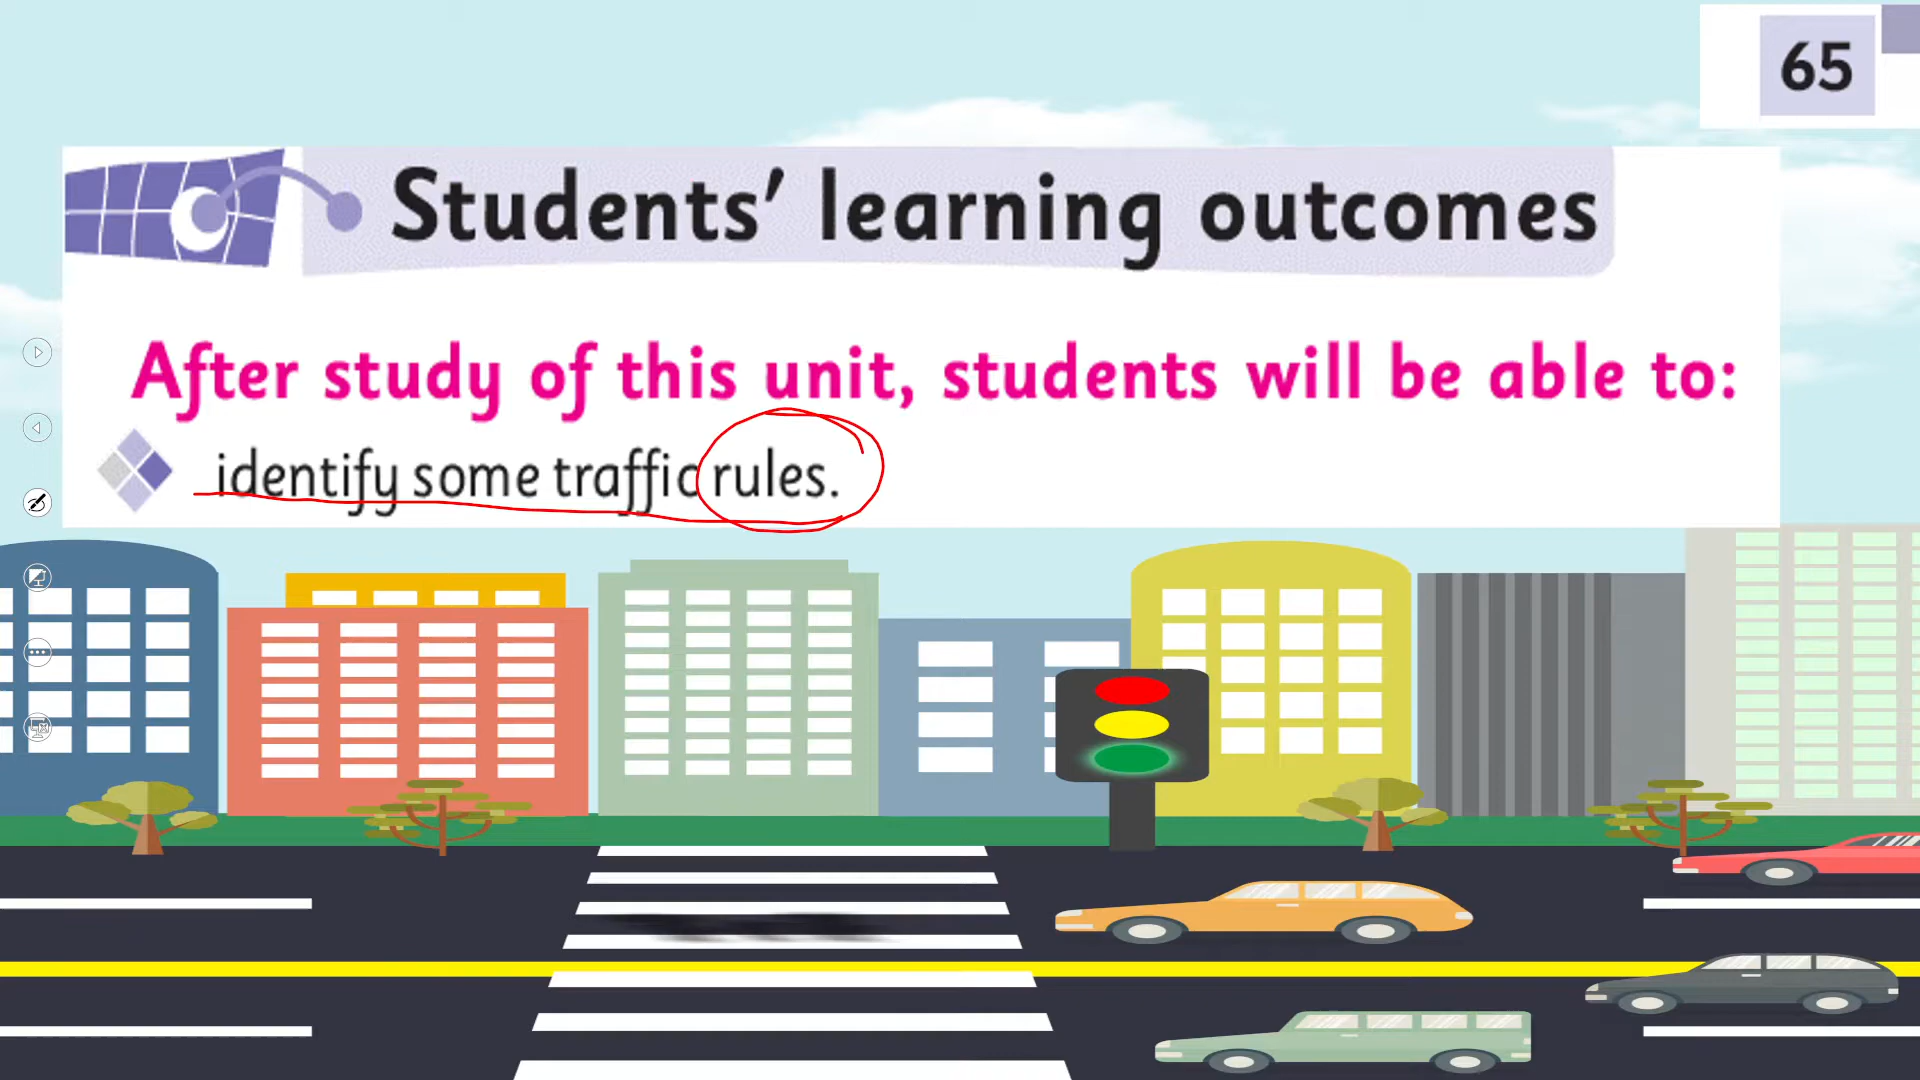 65
Students' learning outcomes
After study of this unit, students will be able to:
identify some traffic rules.